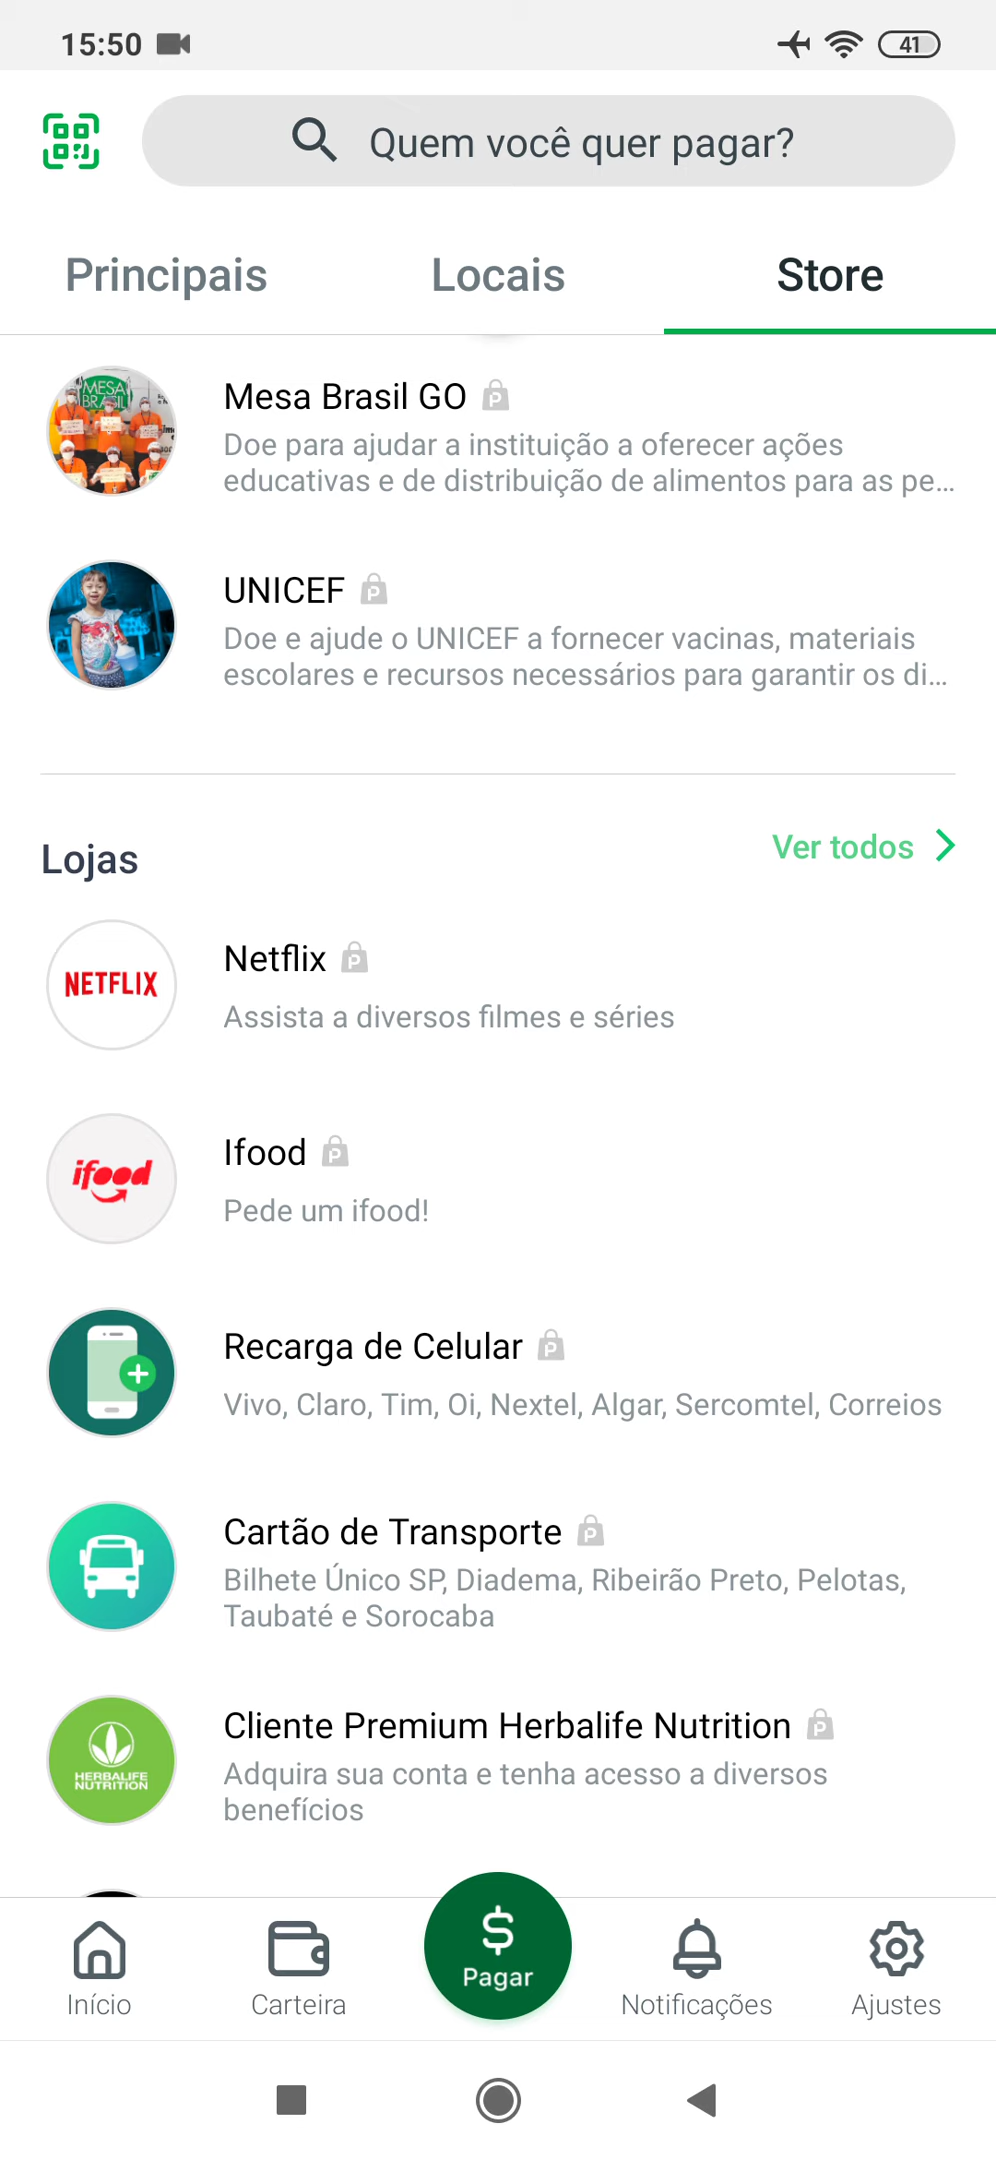 15:50
41
Quem você quer pagar?
Principais
Locais
Store
MESA
BRASIL
Mesa Brasil GO
Doe para ajudar a instituição a oferecer ações
educativas e de distribuição de alimentos para as pe...
UNICEF
Doe e ajude o UNICEF a fornecer vacinas, materiais
escolares e recursos necessários para garantir os di...
Lojas
Ver todos
NETFLIX
Netflix
Assista a diversos filmes e séries
ifood
Ifood
Pede um ifood!
Recarga de Celular
Vivo, Claro, Tim, Oi, Nextel, Algar, Sercomtel, Correios
Cartão de Transporte
Bilhete Único SP, Diadema, Ribeirão Preto, Pelotas,
Taubaté e Sorocaba
HERBALIFE
NUTRITION
Cliente Premium Herbalife Nutrition
Adquira sua conta e tenha acesso a diversos
benefícios
Início
Carteira
$
Pagar
Notificações
Ajustes